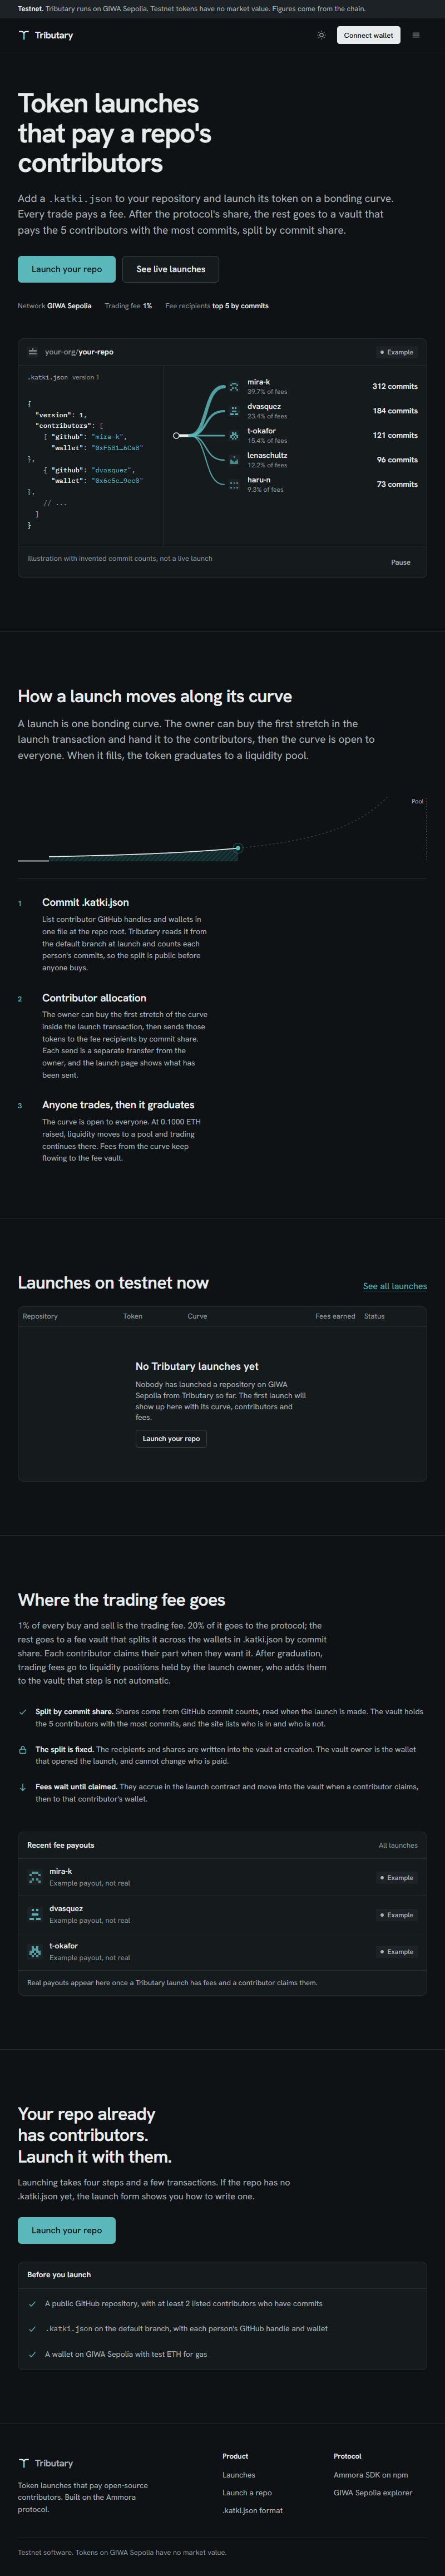 Testnet. Tributary runs on GIWA Sepolia. Testnet tokens have no market value. Figures come from the chain.
Tributary
Connect wallet
Token launches
that pay a repo's
contributors
Add a .katki.json to your repository and launch its token on a bonding curve.
Every trade pays a fee. After the protocol's share, the rest goes to a vault that
pays the 5 contributors with the most commits, split by commit share.
Launch your repo
See live launches
Network GIWA Sepolia
Trading fee 1%
Fee recipients top 5 by commits
your-org/your-repo
Example
.katki.json version 1
{
"version": 1,
"contributors": [
{ "github": "mira-k",
"wallet": "0xF581…6Ca8"
},
{ "github": "dvasquez",
"wallet": "0x6c5c…9ec0"
},
// ...
]
}
mira-k
39.7% of fees
312 commits
dvasquez
23.4% of fees
184 commits
t-okafor
15.4% of fees
121 commits
lenaschultz
12.2% of fees
96 commits
haru-n
9.3% of fees
73 commits
Illustration with invented commit counts, not a live launch
Pause
How a launch moves along its curve
A launch is one bonding curve. The owner can buy the first stretch in the
launch transaction and hand it to the contributors, then the curve is open to
everyone. When it fills, the token graduates to a liquidity pool.
Pool
1
Commit .katki.json
List contributor GitHub handles and wallets in
one file at the repo root. Tributary reads it from
the default branch at launch and counts each
person's commits, so the split is public before
anyone buys.
2
Contributor allocation
The owner can buy the first stretch of the curve
inside the launch transaction, then sends those
tokens to the fee recipients by commit share.
Each send is a separate transfer from the
owner, and the launch page shows what has
been sent.
3
Anyone trades, then it graduates
The curve is open to everyone. At 0.1000 ETH
raised, liquidity moves to a pool and trading
continues there. Fees from the curve keep
flowing to the fee vault.
Launches on testnet now
See all launches
Repository
Token
Curve
Fees earned
Status
No Tributary launches yet
Nobody has launched a repository on GIWA
Sepolia from Tributary so far. The first launch will
show up here with its curve, contributors and
fees.
Launch your repo
Where the trading fee goes
1% of every buy and sell is the trading fee. 20% of it goes to the protocol; the
rest goes to a fee vault that splits it across the wallets in .katki.json by commit
share. Each contributor claims their part when they want it. After graduation,
trading fees go to liquidity positions held by the launch owner, who adds them
to the vault; that step is not automatic.
Split by commit share. Shares come from GitHub commit counts, read when the launch is made. The vault holds
the 5 contributors with the most commits, and the site lists who is in and who is not.
The split is fixed. The recipients and shares are written into the vault at creation. The vault owner is the wallet
that opened the launch, and cannot change who is paid.
Fees wait until claimed. They accrue in the launch contract and move into the vault when a contributor claims,
then to that contributor's wallet.
Recent fee payouts
All launches
mira-k
Example payout, not real
Example
dvasquez
Example payout, not real
Example
t-okafor
Example payout, not real
Example
Real payouts appear here once a Tributary launch has fees and a contributor claims them.
Your repo already
has contributors.
Launch it with them.
Launching takes four steps and a few transactions. If the repo has no
.katki.json yet, the launch form shows you how to write one.
Launch your repo
Before you launch
A public GitHub repository, with at least 2 listed contributors who have commits
.katki.json on the default branch, with each person's GitHub handle and wallet
A wallet on GIWA Sepolia with test ETH for gas
Tributary
Token launches that pay open-source
contributors. Built on the Ammora
protocol.
Product
Launches
Launch a repo
.katki.json format
Protocol
Ammora SDK on npm
GIWA Sepolia explorer
Testnet software. Tokens on GIWA Sepolia have no market value.